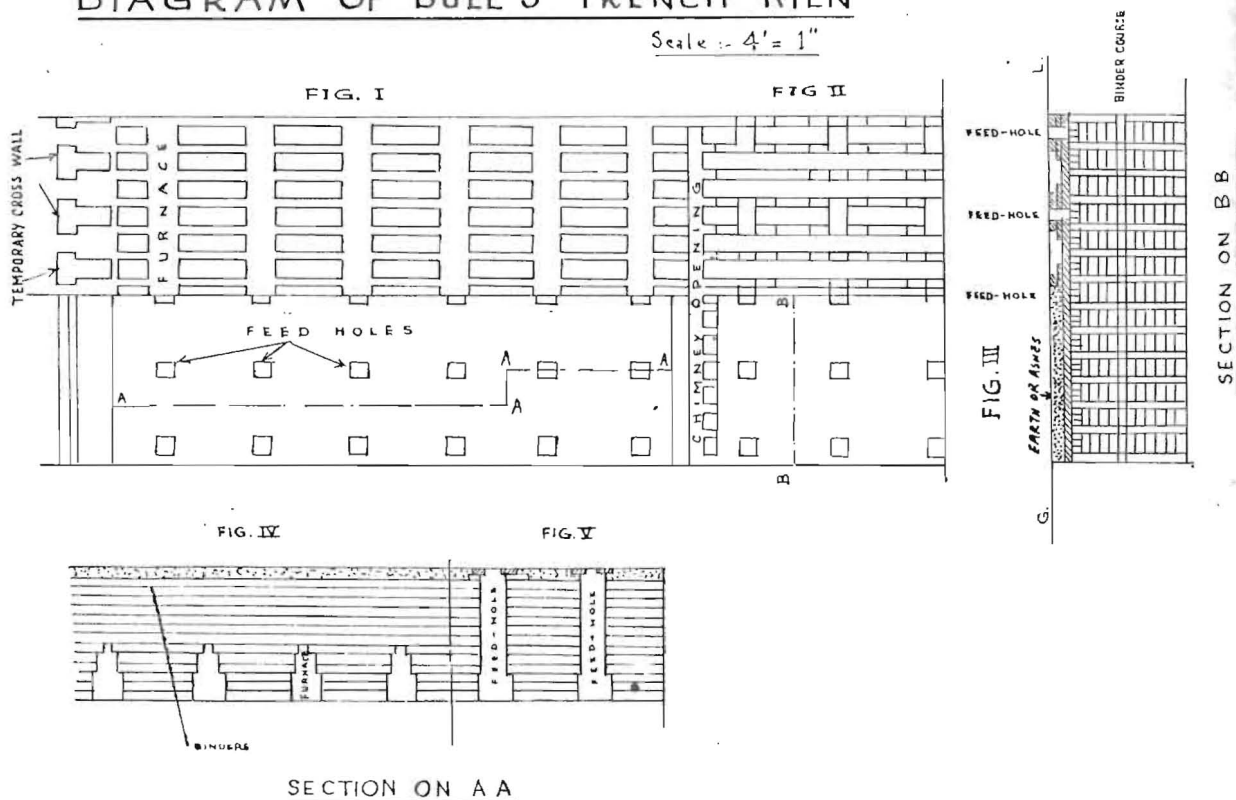 DIAGRAM OF BULL'S TRENCH KILN
Scale :- 4' = 1"
FIG. I
FIG II
TEMPORARY CROSS WALL
FURNACE
CHIMNEY OPENING
FEED HOLES
A
A
A
A
B
B
L.
BINDER COURSE
FEED-HOLE
FEED-HOLE
FEED-HOLE
FIG. III
EARTH OR ASHES
G.
SECTION ON BB
FIG. IV
FIG. V
FURNACE
FEED-HOLE
FEED-HOLE
BINDERS
SECTION ON A A